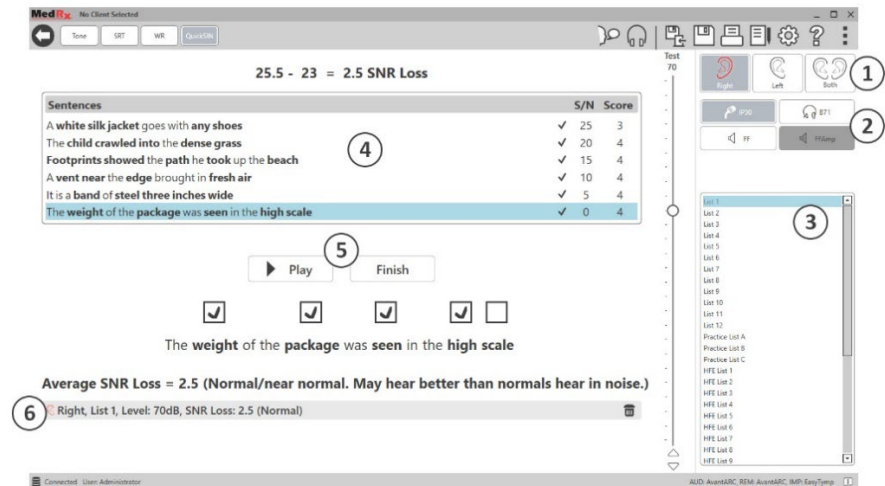 MedRx No Client Selected
Tone SRT WR QuickSIN
Test
70
25.5 - 23 = 2.5 SNR Loss
Right Left Both
1
Sentences S/N Score
A white silk jacket goes with any shoes ✓ 25 3
The child crawled into the dense grass ✓ 20 4
Footprints showed the path he took up the beach ✓ 15 4
A vent near the edge brought in fresh air ✓ 10 4
It is a band of steel three inches wide ✓ 5 4
The weight of the package was seen in the high scale ✓ 0 4
4
IP30 B71
FF
2
5
Play Finish
The weight of the package was seen in the high scale
Average SNR Loss = 2.5 (Normal/near normal. May hear better than normals hear in noise.)
6
Right, List 1, Level: 70dB, SNR Loss: 2.5 (Normal)
3
List 1
List 2
List 3
List 4
List 5
List 6
List 7
List 8
List 9
List 10
List 11
List 12
Practice List A
Practice List B
Practice List C
HFE List 1
HFE List 2
HFE List 3
HFE List 4
HFE List 5
HFE List 6
HFE List 7
HFE List 8
HFE List 9
Connected User: Administrator
AUD: AvantARC, REM: AvantARC, IMP: EasyTymp